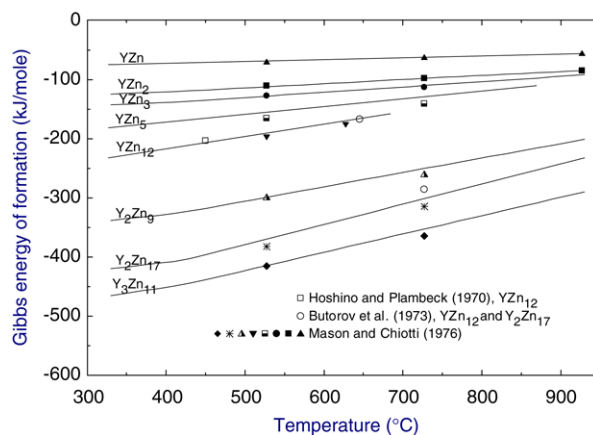 0
-100
-200
-300
-400
-500
-600
Gibbs energy of formation (kJ/mole)
YZn
YZn₂
YZn₃
YZn₅
YZn₁₂
Y₂Zn₉
Y₂Zn₁₇
Y₃Zn₁₁
Hoshino and Plambeck (1970), YZn₁₂
Butorov et al. (1973), YZn₁₂ and Y₂Zn₁₇
Mason and Chiotti (1976)
300 400 500 600 700 800 900
Temperature (°C)